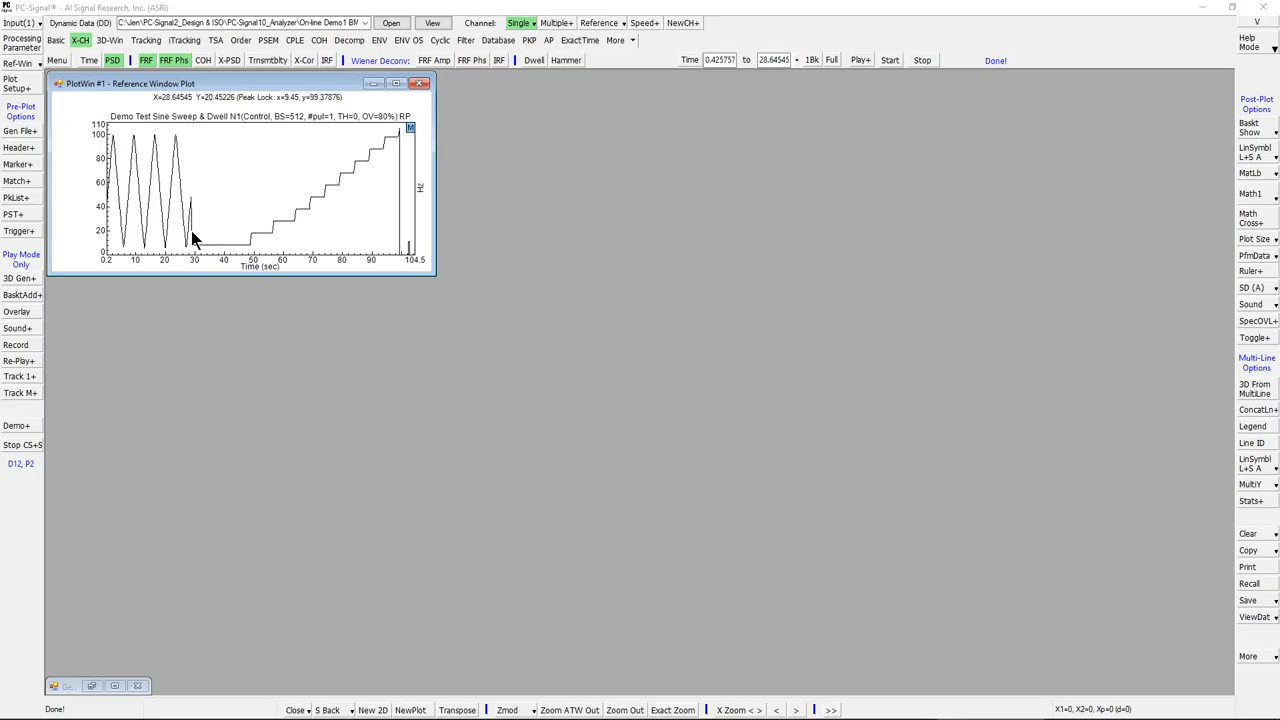 PC-Signal® - AI Signal Research, Inc. (ASRI)
Input(1) Dynamic Data (DD) C:\Jen\PC-Signal2_Design & ISO\PC-Signal10_Analyzer\On-line Demo1 BM Open View Channel: Single Multiple+ Reference Speed+ NewCH+ V
Processing Parameter Basic X-CH 3D-Win Tracking iTracking TSA Order PSEM CPLE COH Decomp ENV ENV OS Cyclic Filter Database PKP AP ExactTime More Help Mode
Ref-Win Menu Time PSD FRF FRF Phs COH X-PSD Trnsmtblty X-Cor IRF Wiener Deconv: FRF Amp FRF Phs IRF Dwell Hammer Time 0.425757 to 28.64545 1Bk Full Play+ Start Stop Done!
Plot Setup+
Pre-Plot Options
Gen File+
Header+
Marker+
Match+
PkList+
PST+
Trigger+
Play Mode Only
3D Gen+
BasktAdd+
Overlay
Sound+
Record
Re-Play+
Track 1+
Track M+
Demo+
Stop CS+S
D12, P2
PlotWin #1 - Reference Window Plot
X=28.64545 Y=20.45226 (Peak Lock: x=9.45, y=99.37876)
Demo Test Sine Sweep & Dwell N1(Control, BS=512, #pul=1, TH=0, OV=80%) RP
M
110
100
80
60
40
20
0
Hz
0.2 10 20 30 40 50 60 70 80 90 104.5
Time (sec)
Post-Plot Options
Baskt Show
LinSymbl L+S A
MatLb
Math1
Math Cross+
Plot Size
PfmData
Ruler+
SD (A)
Sound
SpecOVL+
Toggle+
Multi-Line Options
3D From MultiLine
ConcatLn+
Legend
Line ID
LinSymbl L+S A
MultiY
Stats+
Clear
Copy
Print
Recall
Save
ViewDat
More
Ge...
Done! Close S Back New 2D NewPlot Transpose Zmod Zoom ATW Out Zoom Out Exact Zoom X Zoom < > < > >> X1=0, X2=0, Xp=0 (d=0)